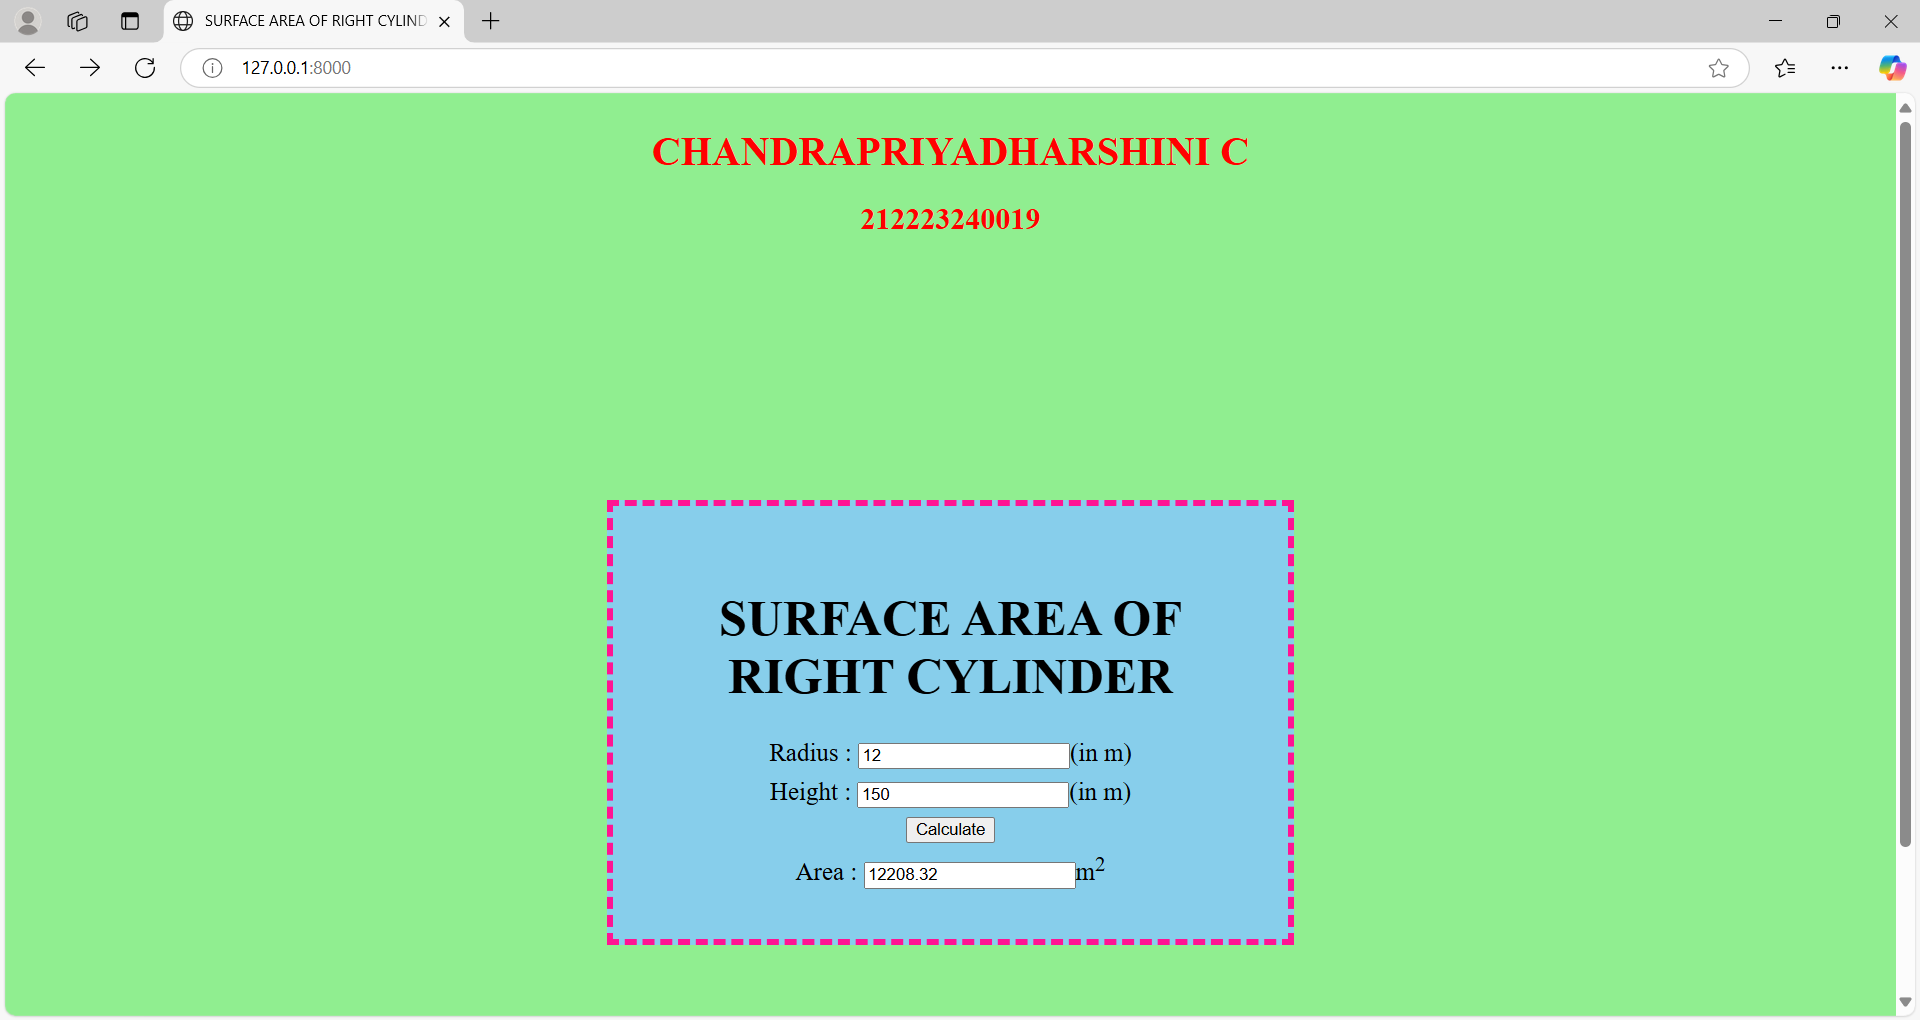 SURFACE AREA OF RIGHT CYLIND
127.0.0.1:8000
CHANDRAPRIYADHARSHINI C
212223240019
SURFACE AREA OF
RIGHT CYLINDER
Radius : 12 (in m)
Height : 150 (in m)
Calculate
Area : 12208.32 m²